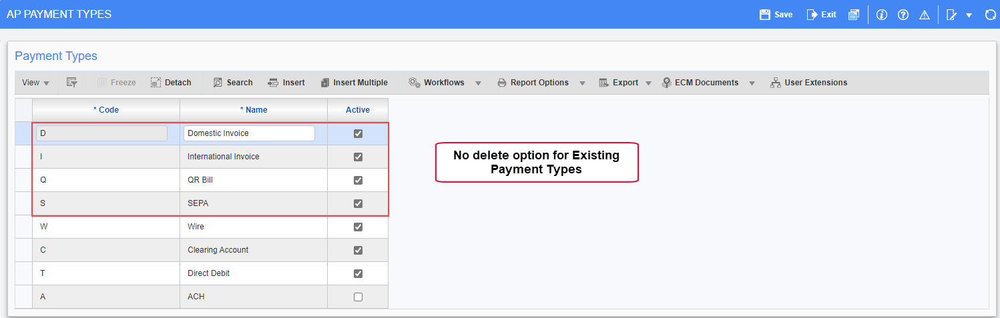 AP PAYMENT TYPES Save Exit
Payment Types
View Freeze Detach Search Insert Insert Multiple Workflows Report Options Export ECM Documents User Extensions
* Code * Name Active
D Domestic Invoice
I International Invoice
Q QR Bill
S SEPA
W Wire
C Clearing Account
T Direct Debit
A ACH
No delete option for Existing
Payment Types